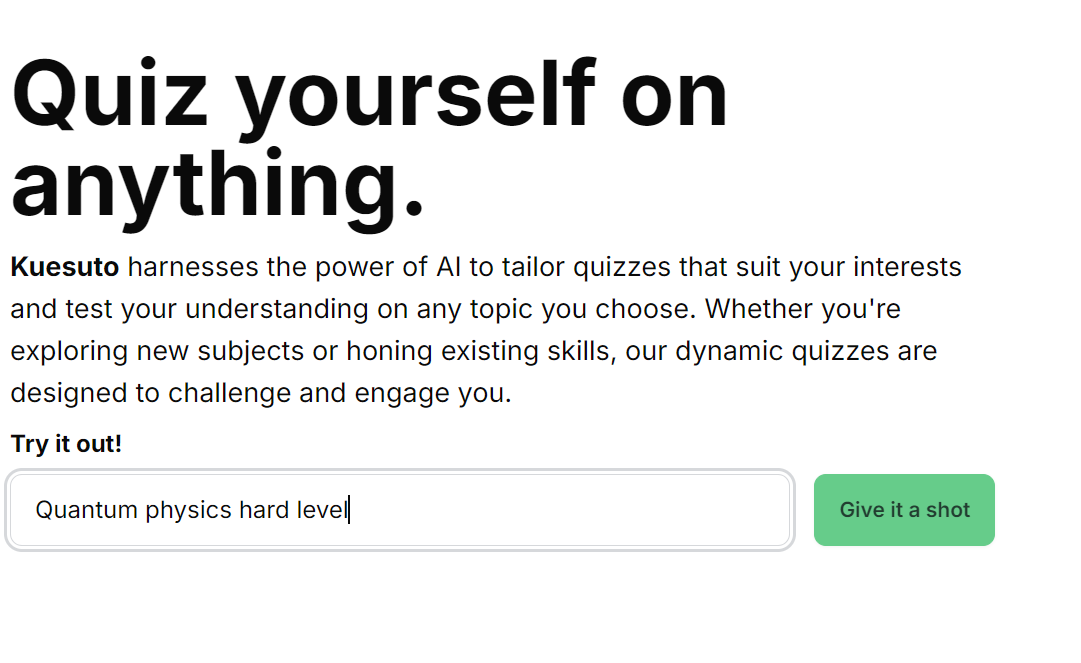 Quiz yourself on
anything.
Kuesuto harnesses the power of AI to tailor quizzes that suit your interests
and test your understanding on any topic you choose. Whether you're
exploring new subjects or honing existing skills, our dynamic quizzes are
designed to challenge and engage you.
Try it out!
Quantum physics hard level
Give it a shot